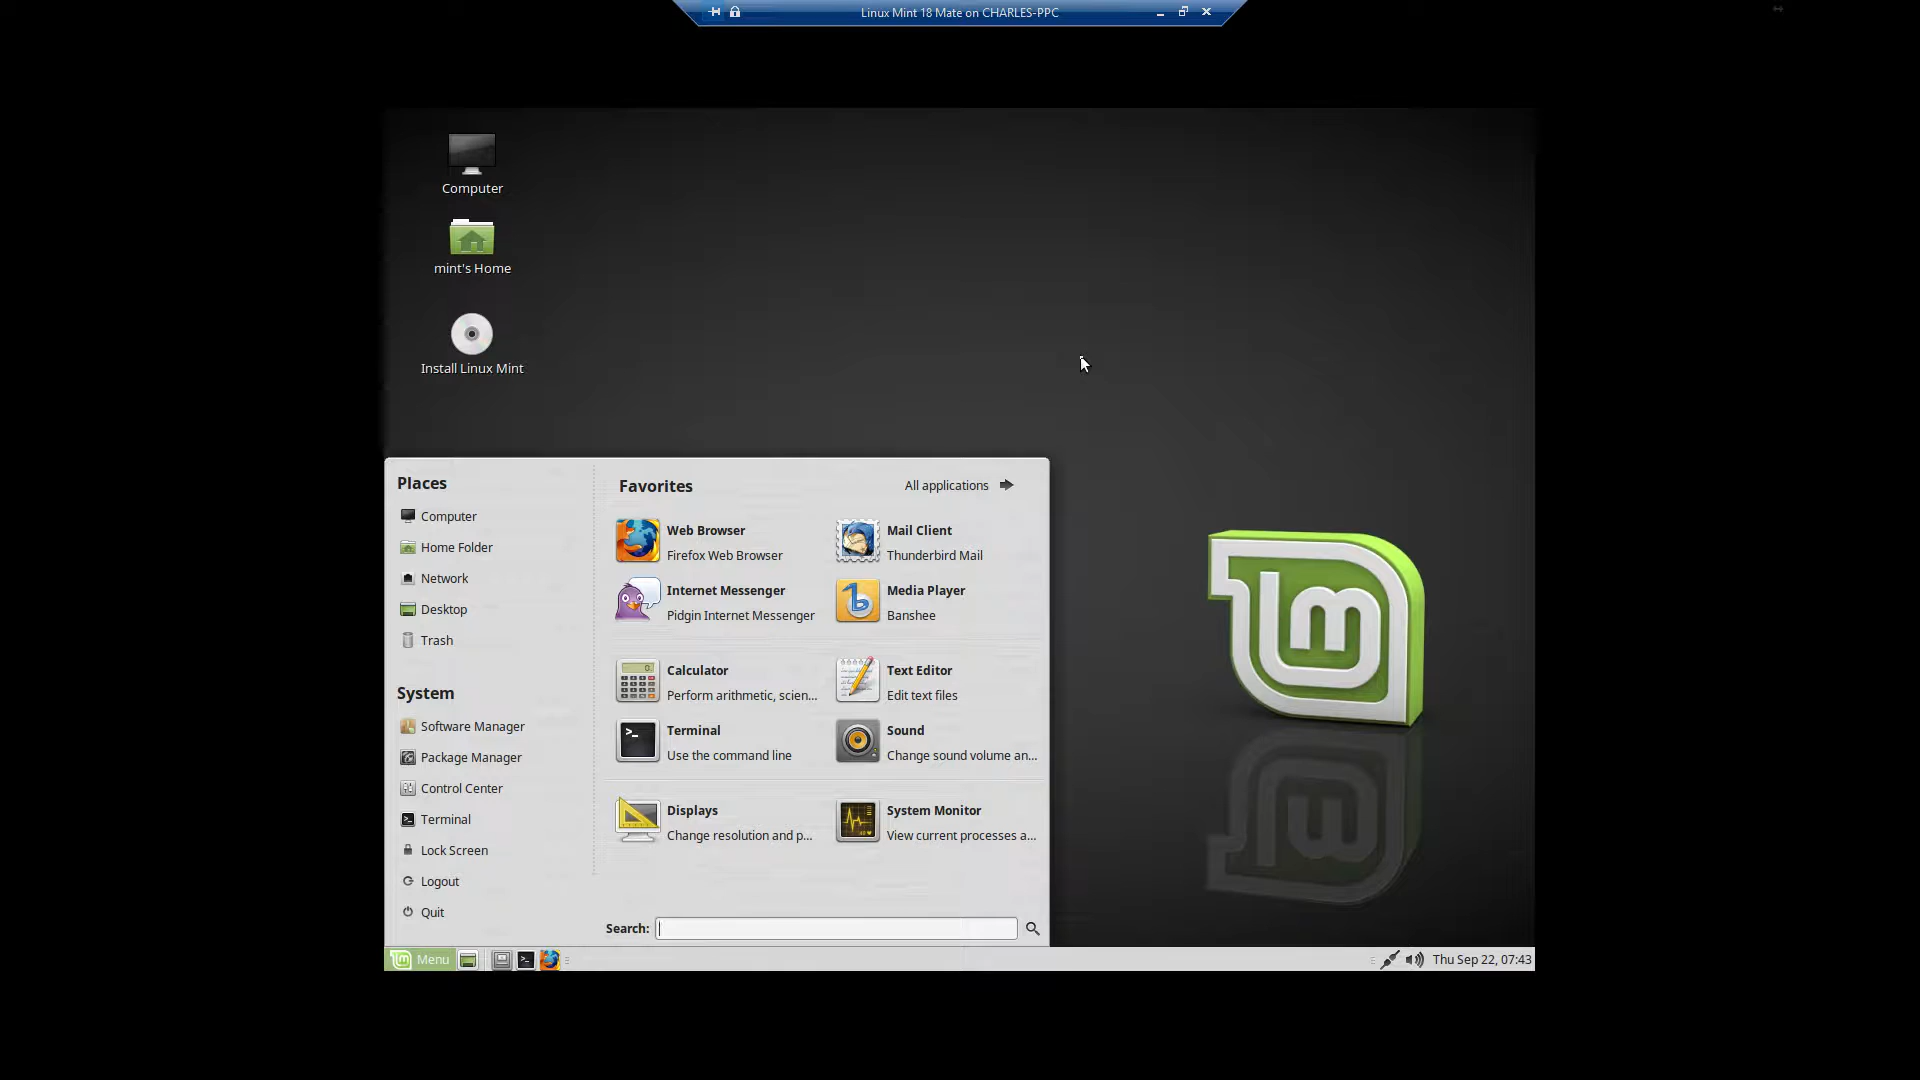 Linux Mint 18 Mate on CHARLES-PPC
Computer
mint's Home
Install Linux Mint
Places
Computer
Home Folder
Network
Desktop
Trash
System
Software Manager
Package Manager
Control Center
Terminal
Lock Screen
Logout
Quit
Favorites
All applications
Web Browser
Firefox Web Browser
Mail Client
Thunderbird Mail
Internet Messenger
Pidgin Internet Messenger
Media Player
Banshee
Calculator
Perform arithmetic, scien...
Text Editor
Edit text files
Terminal
Use the command line
Sound
Change sound volume an...
Displays
Change resolution and p...
System Monitor
View current processes a...
Search:
Menu
Thu Sep 22, 07:43